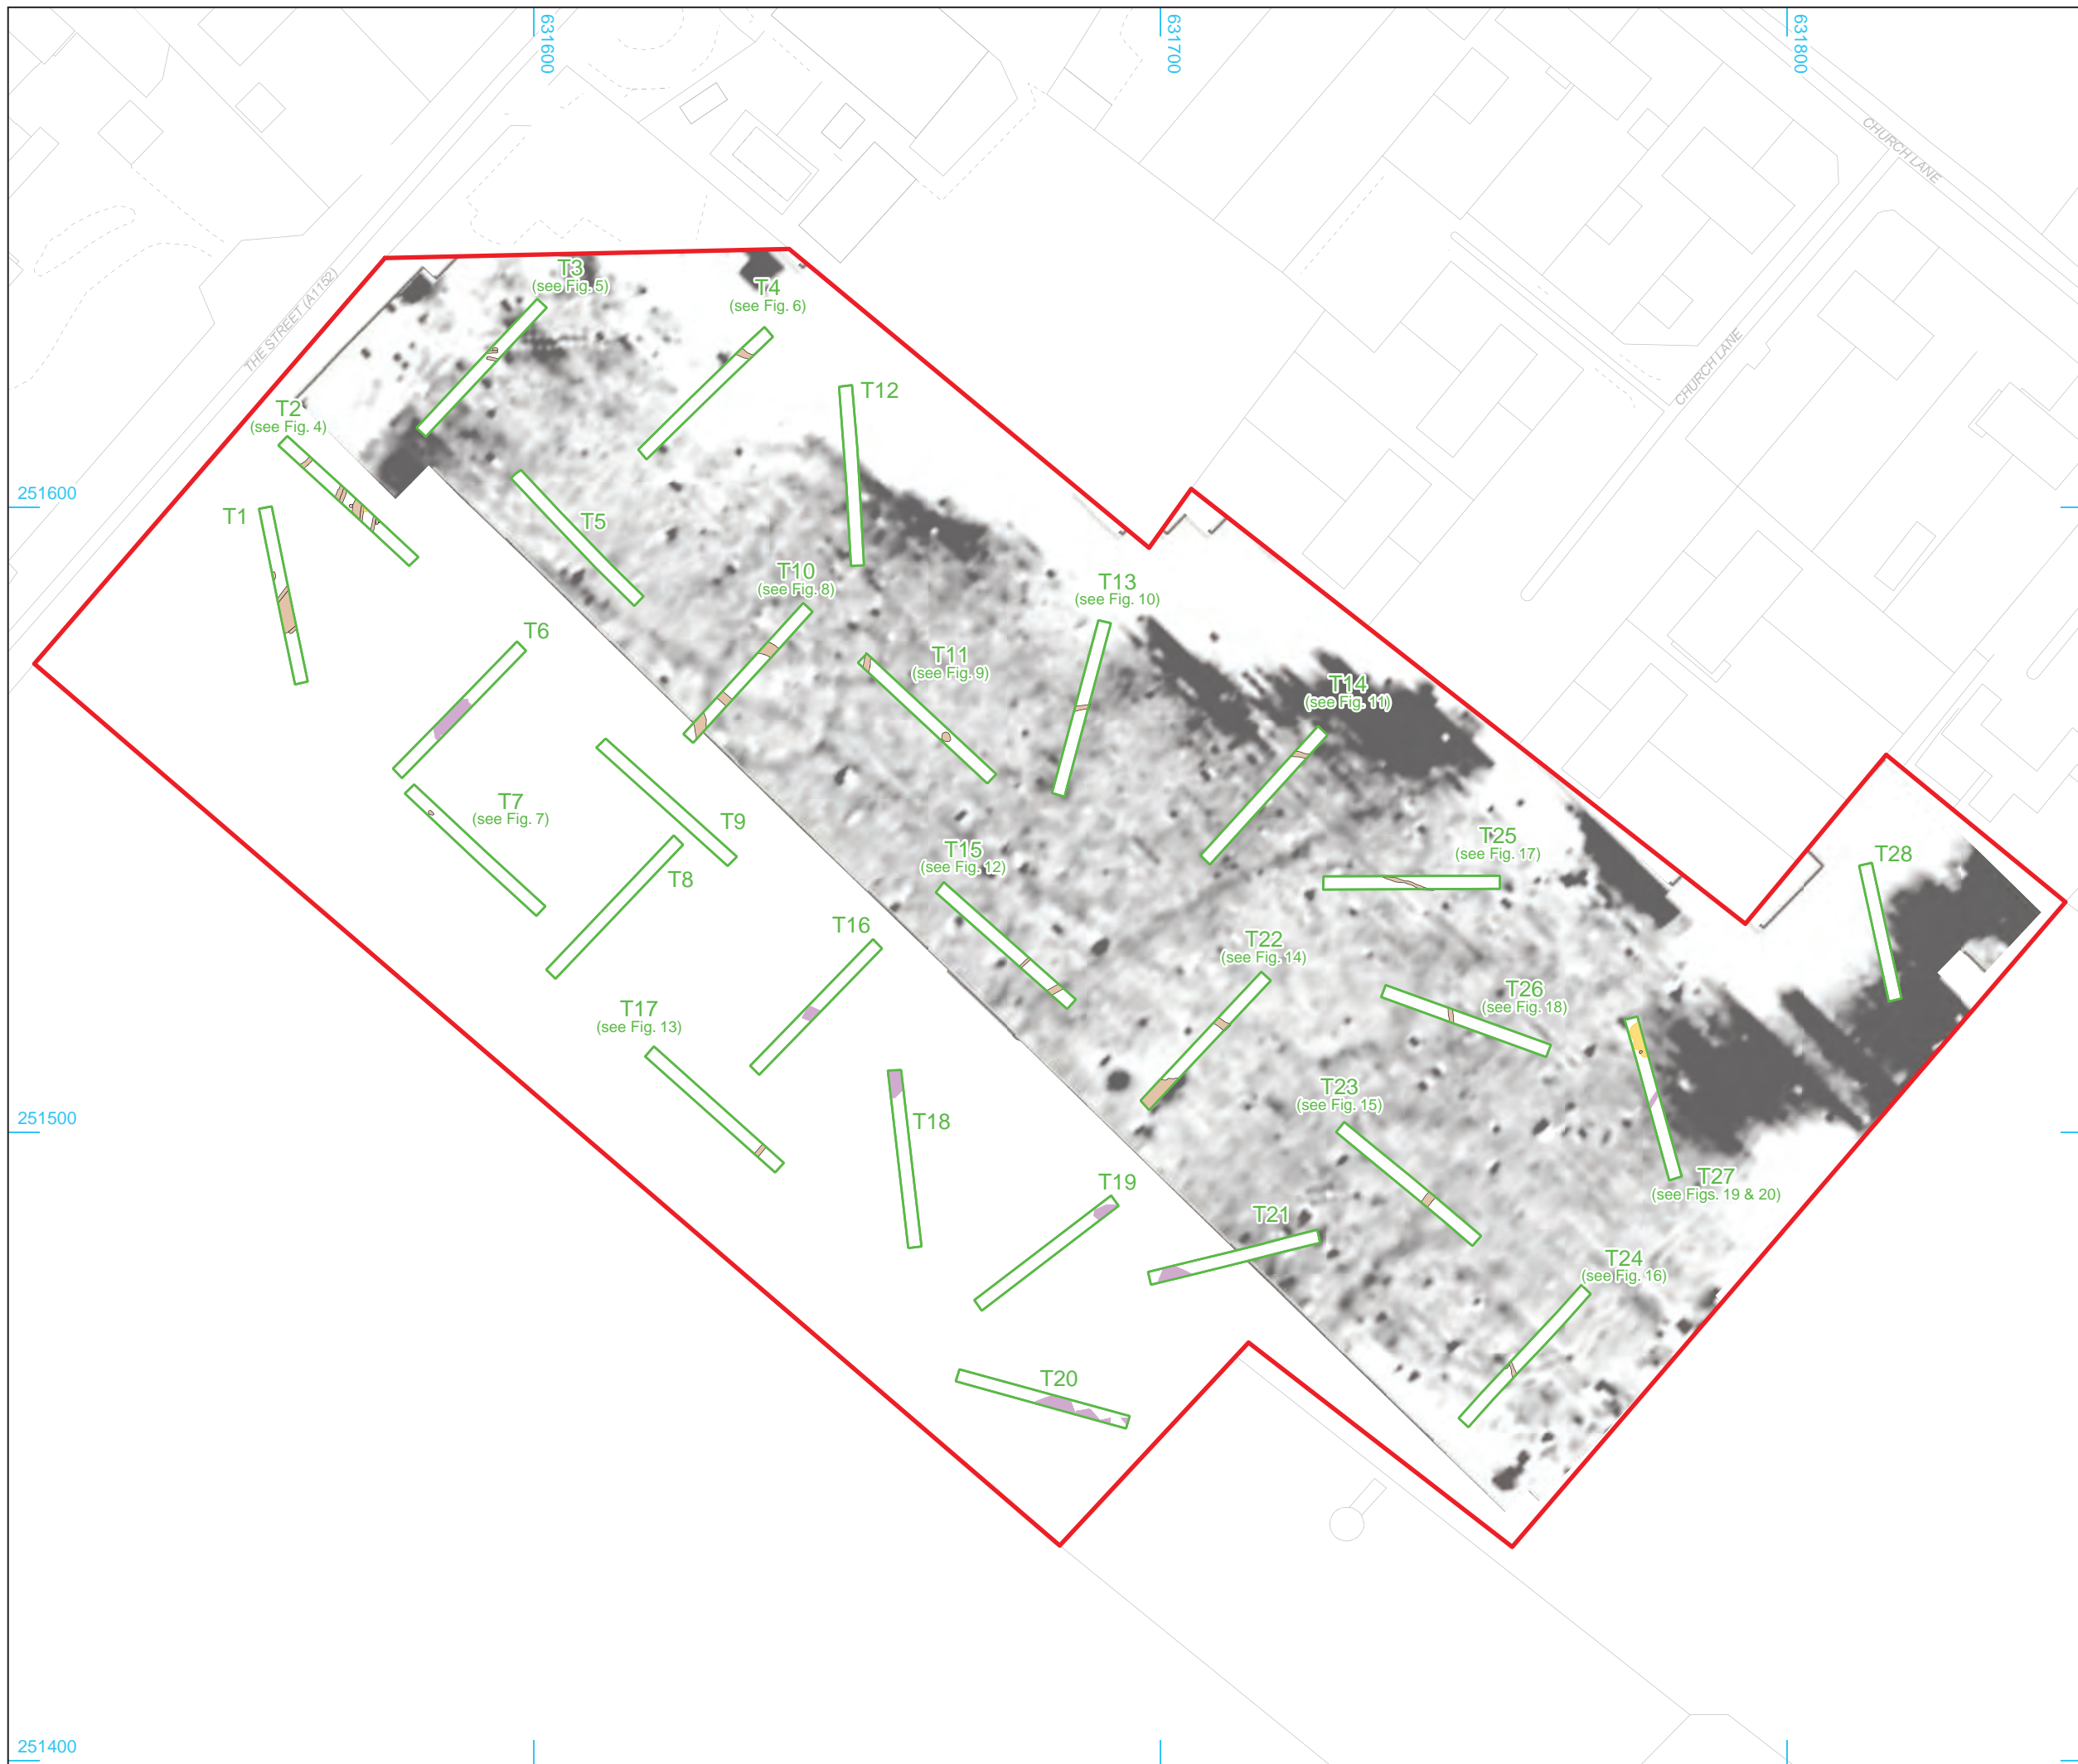 631600
631700
631800
CHURCH LANE
THE STREET (A1152)
CHURCH LANE
T3
(see Fig. 5)
T4
(see Fig. 6)
T12
T2
(see Fig. 4)
251600
T1
T5
T10
(see Fig. 8)
T13
(see Fig. 10)
T6
T11
(see Fig. 9)
T14
(see Fig. 11)
T7
(see Fig. 7)
T9
T25
(see Fig. 17)
T15
(see Fig. 12)
T28
T8
T16
T22
(see Fig. 14)
T26
(see Fig. 18)
T17
(see Fig. 13)
T23
(see Fig. 15)
251500
T18
T27
(see Figs. 19 & 20)
T19
T21
T24
(see Fig. 16)
T20
251400